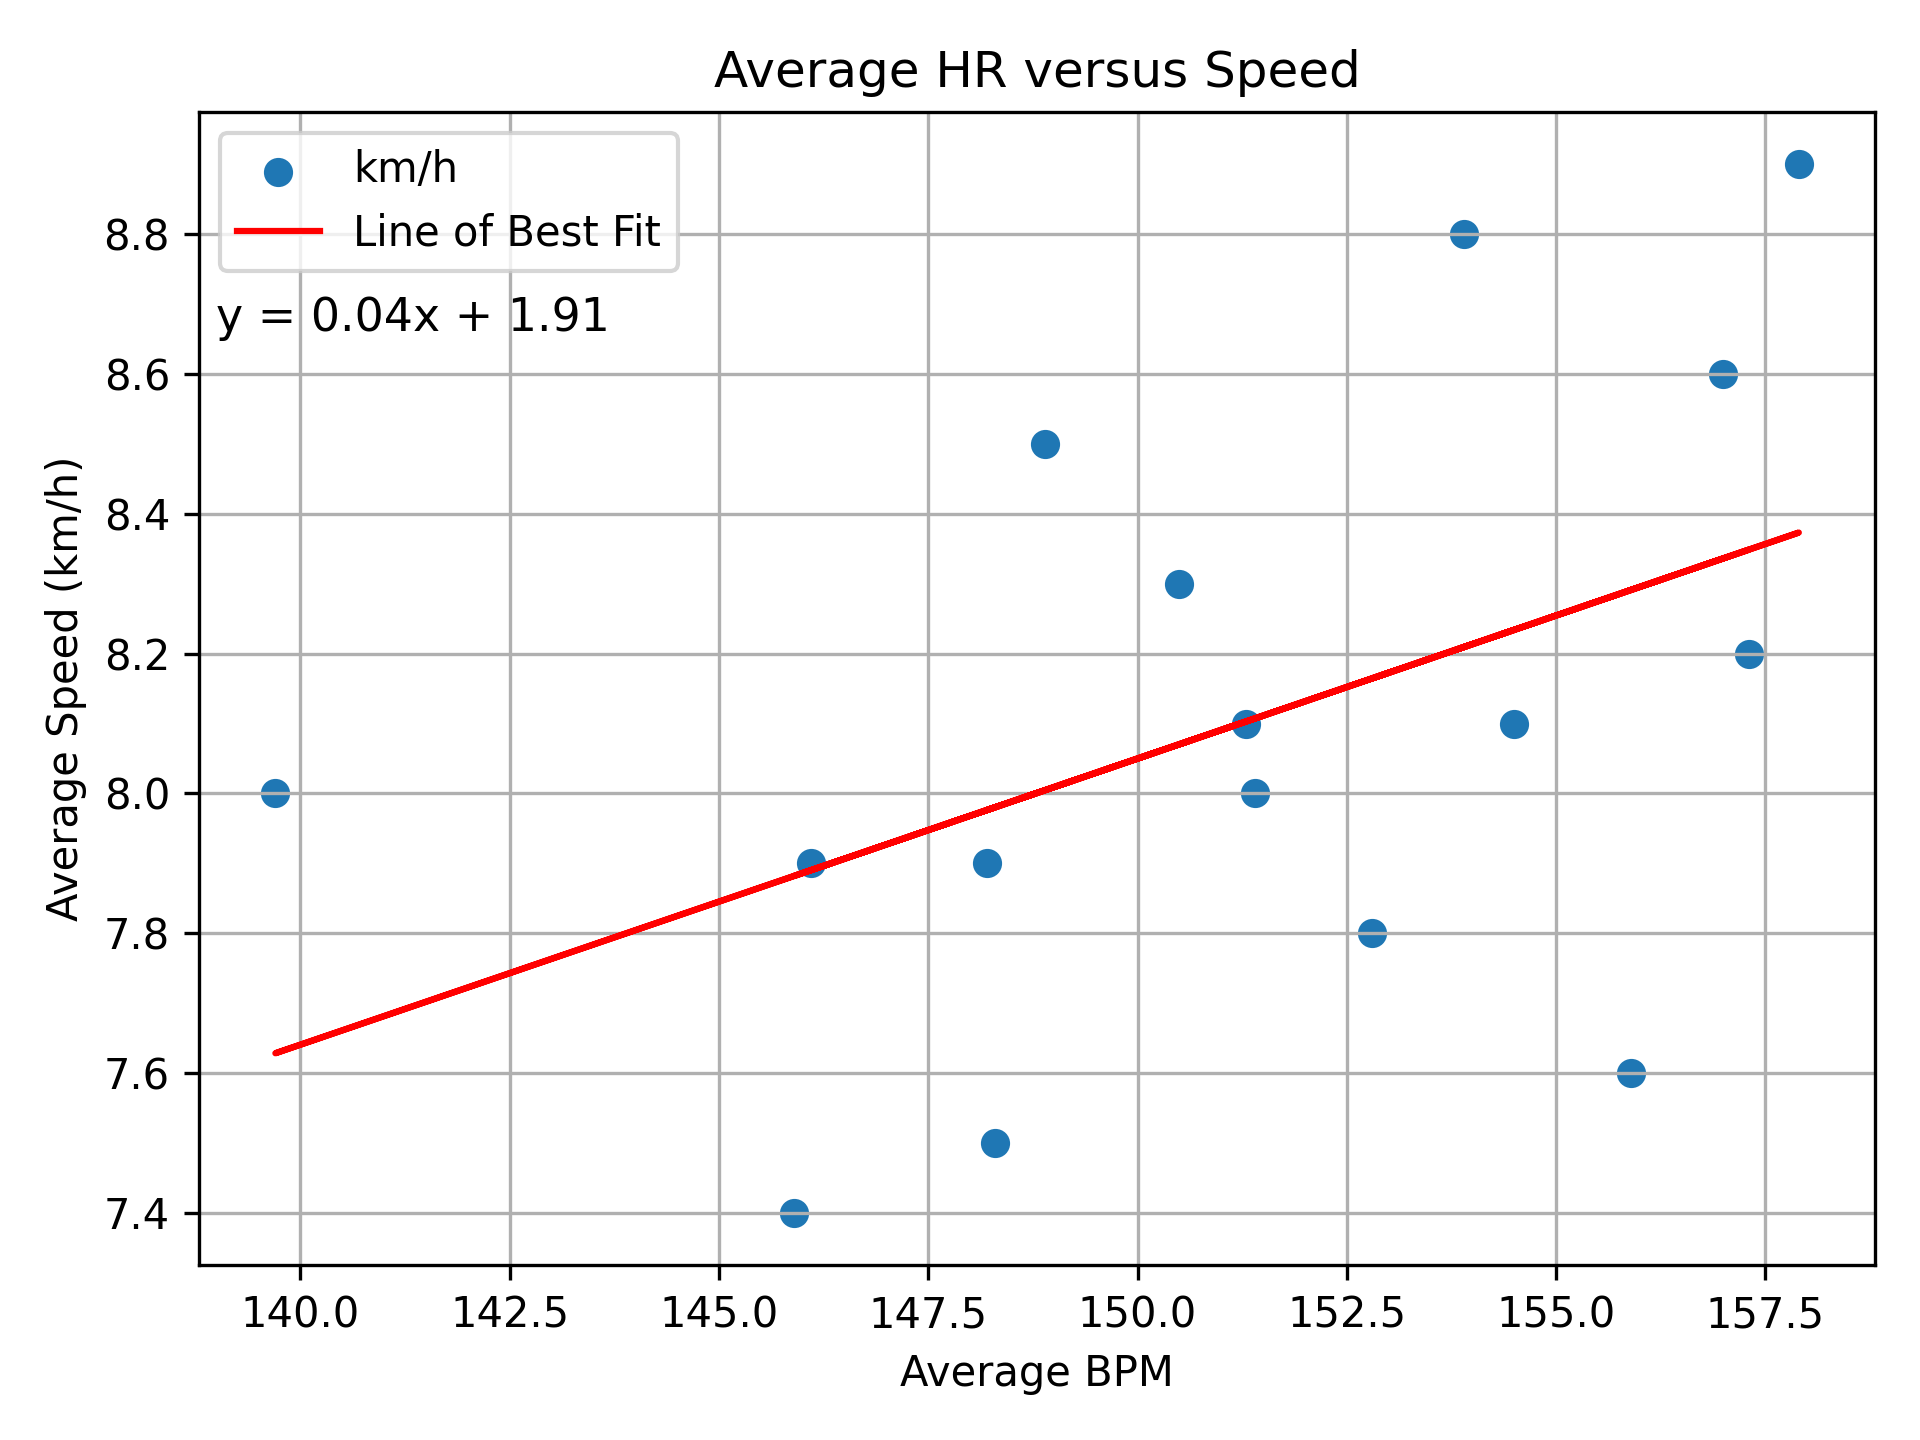 Average HR versus Speed
km/h
Line of Best Fit
y = 0.04x + 1.91
Average Speed (km/h)
8.8
8.6
8.4
8.2
8.0
7.8
7.6
7.4
140.0 142.5 145.0 147.5 150.0 152.5 155.0 157.5
Average BPM